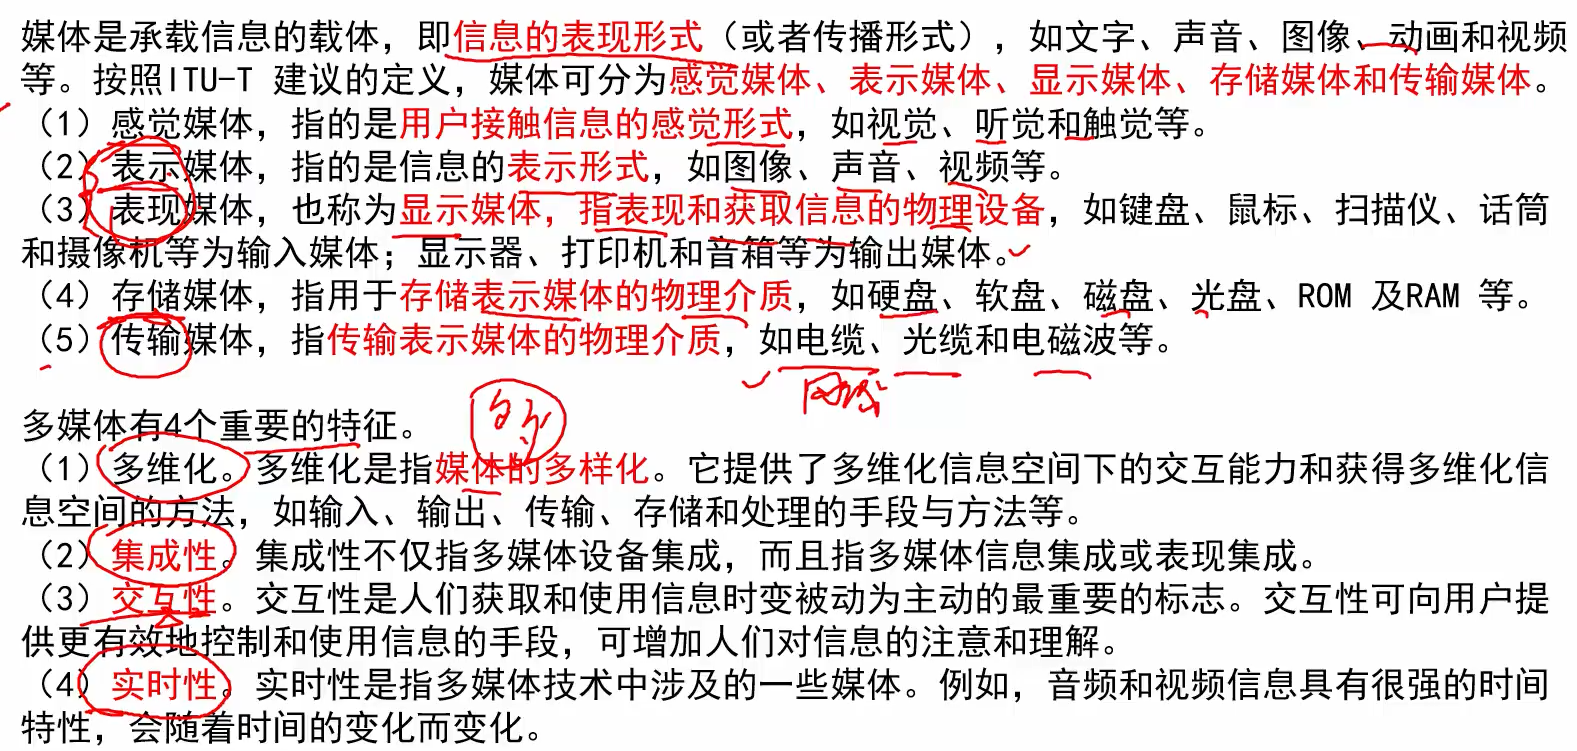 媒体是承载信息的载体，即信息的表现形式（或者传播形式），如文字、声音、图像、动画和视频
等。按照ITU-T 建议的定义，媒体可分为感觉媒体、表示媒体、显示媒体、存储媒体和传输媒体。
（1）感觉媒体，指的是用户接触信息的感觉形式，如视觉、听觉和触觉等。
（2）表示媒体，指的是信息的表示形式，如图像、声音、视频等。
（3）表现媒体，也称为显示媒体，指表现和获取信息的物理设备，如键盘、鼠标、扫描仪、话筒
和摄像机等为输入媒体；显示器、打印机和音箱等为输出媒体。
（4）存储媒体，指用于存储表示媒体的物理介质，如硬盘、软盘、磁盘、光盘、ROM 及RAM 等。
（5）传输媒体，指传输表示媒体的物理介质，如电缆、光缆和电磁波等。
网线
多媒体有4个重要的特征。
（1）多维化。多维化是指媒体的多样化。它提供了多维化信息空间下的交互能力和获得多维化信
息空间的方法，如输入、输出、传输、存储和处理的手段与方法等。
（2）集成性。集成性不仅指多媒体设备集成，而且指多媒体信息集成或表现集成。
（3）交互性。交互性是人们获取和使用信息时变被动为主动的最重要的标志。交互性可向用户提
供更有效地控制和使用信息的手段，可增加人们对信息的注意和理解。
（4）实时性。实时性是指多媒体技术中涉及的一些媒体。例如，音频和视频信息具有很强的时间
特性，会随着时间的变化而变化。